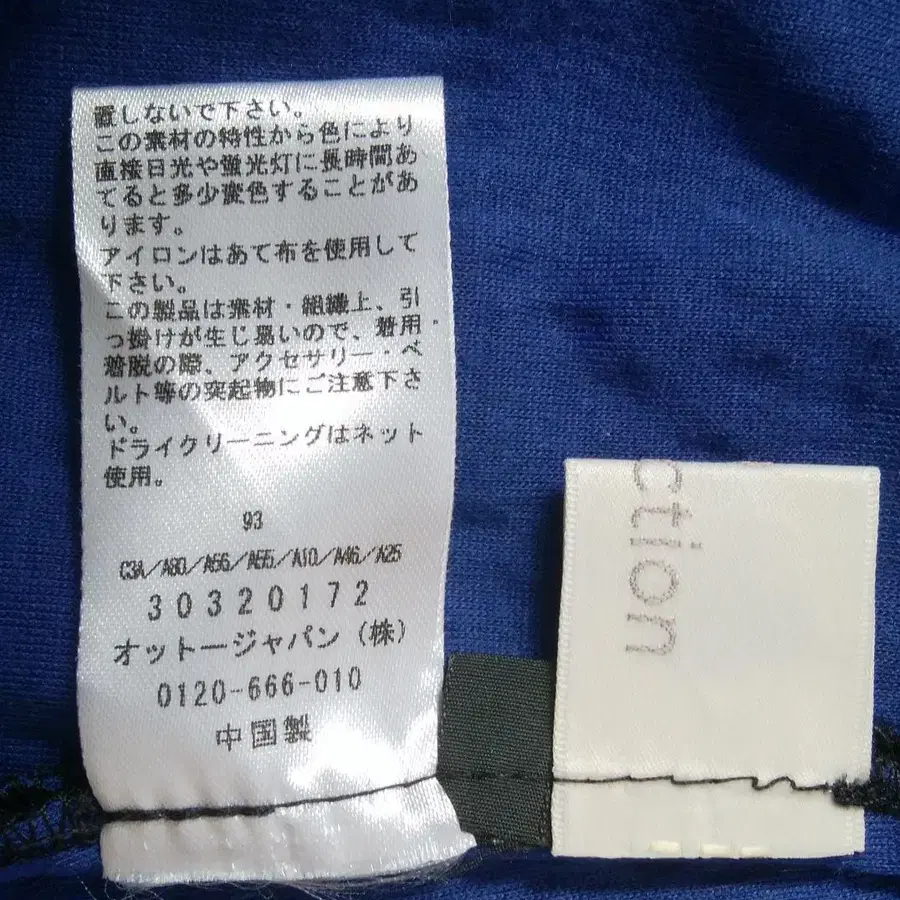 置しないで下さい。
この素材の特性から色により
直接日光や蛍光灯に長時間あ
てると多少変色することがあ
ります。
アイロンはあて布を使用して
下さい。
この製品は素材・組織上、引
っ掛けが生じ易いので、着用・
着脱の際、アクセサリー・ベ
ルト等の突起物にご注意下さ
い。
ドライクリーニングはネット
使用。
93
C3A/A80/A56/A55/A10/A46/A25
30320172
オットージャパン（株）
0120-666-010
中国製
ction